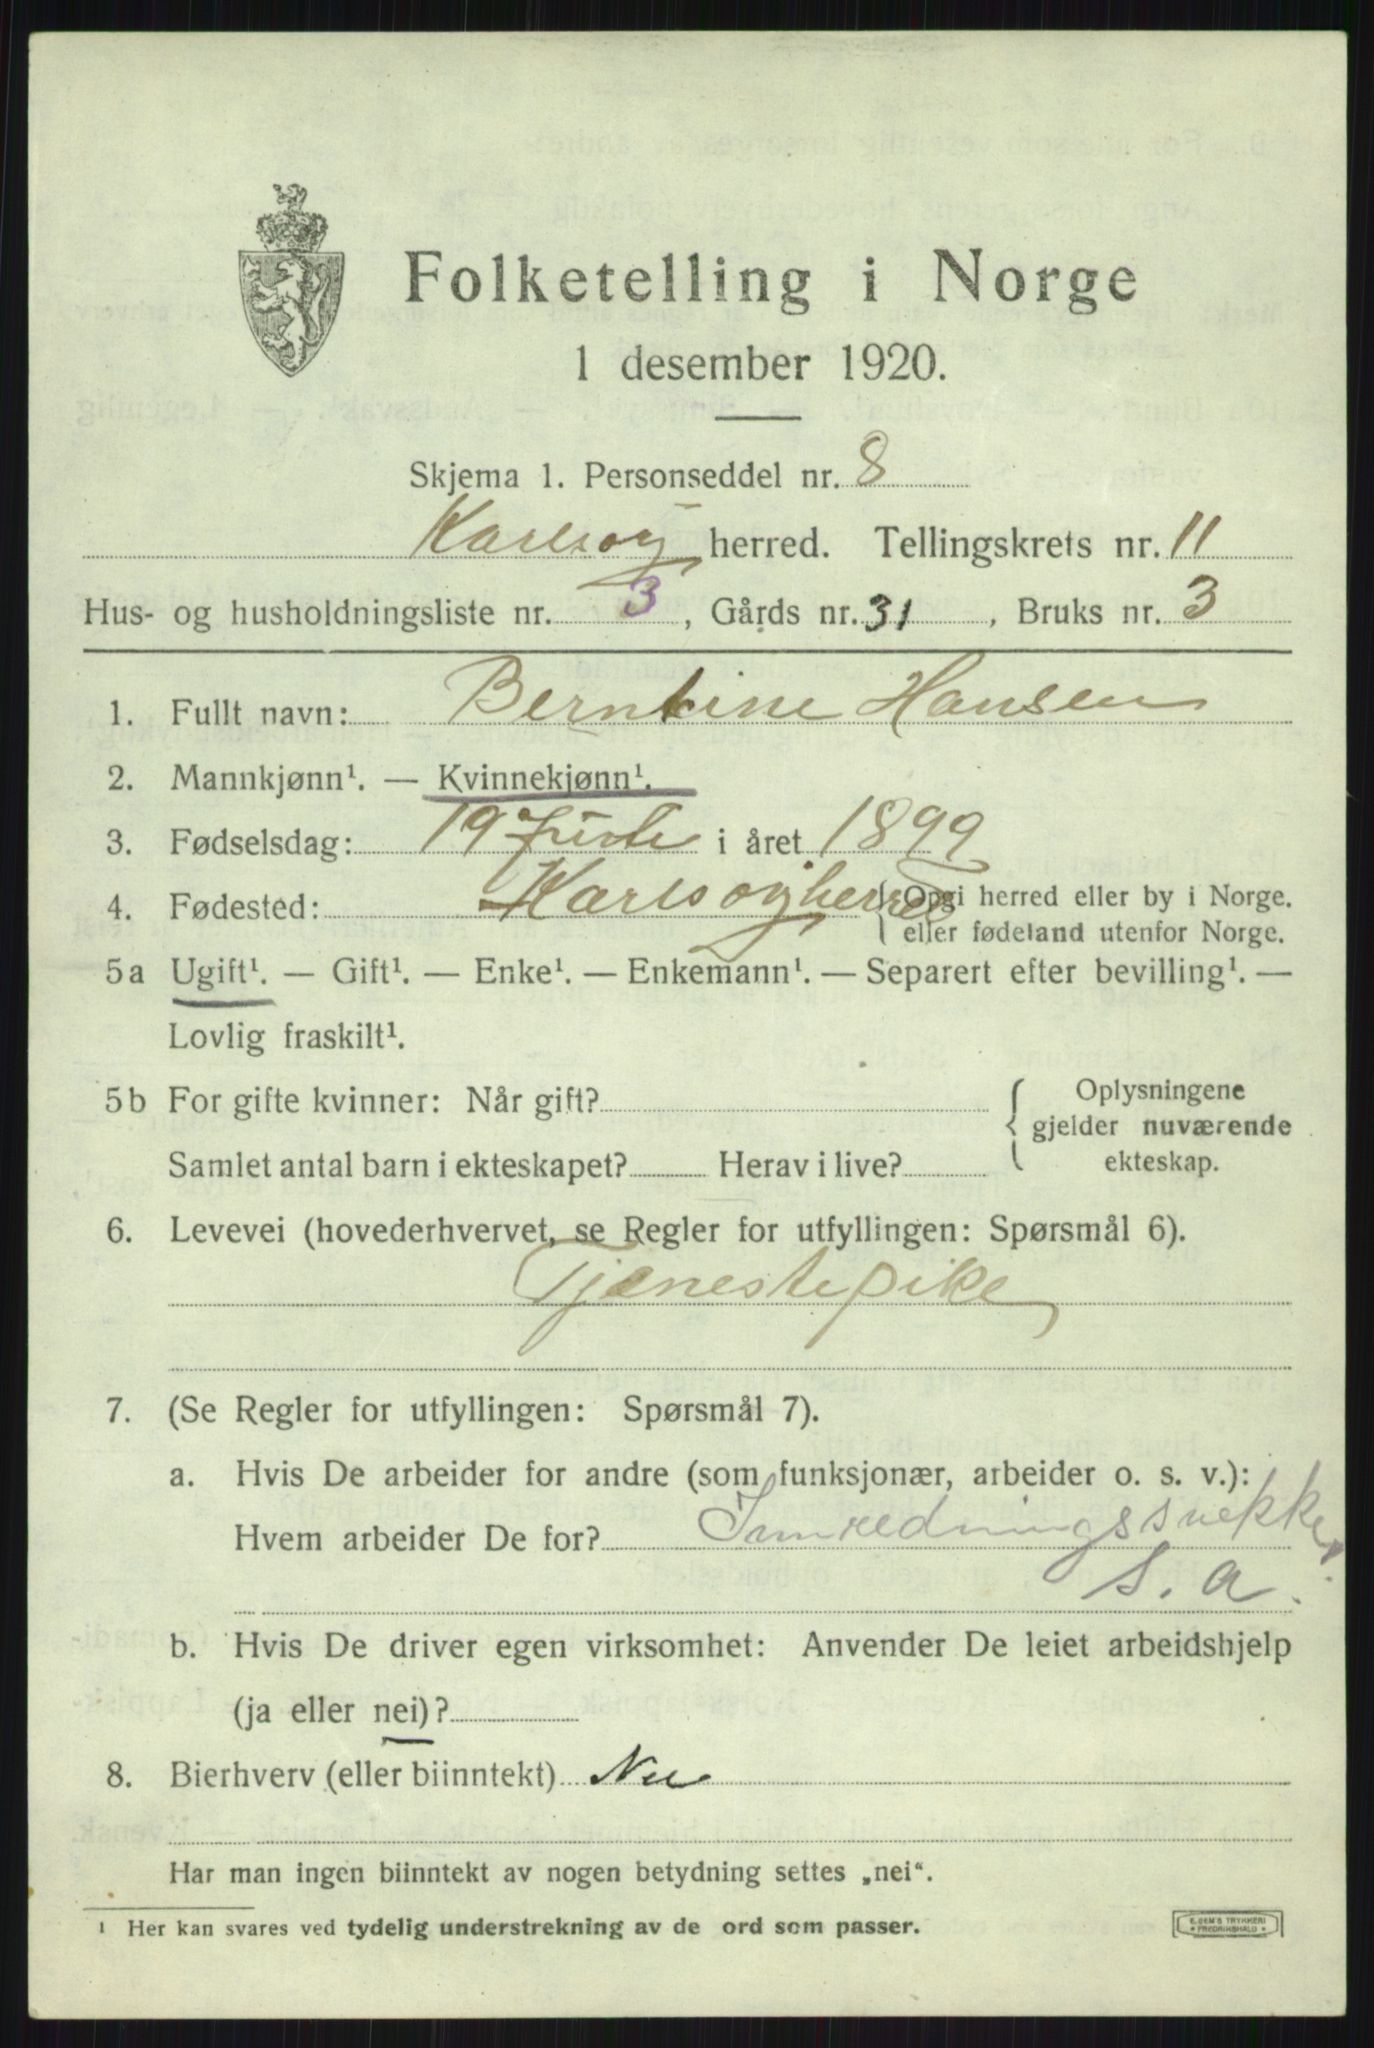 Folketelling i Norge
1 desember 1920.
Skjema 1. Personseddel nr. 8
Karlsøy herred. Tellingskrets nr. 11
Hus- og husholdningsliste nr. 3, Gårds nr. 31, Bruks nr. 3
1. Fullt navn: Berntine Hansen
2. Mannkjønn¹. — Kvinnekjønn¹.
3. Fødselsdag: 19 i året 1899
4. Fødested: Karlsøyherred {Opgi herred eller by i Norge.
eller fødeland utenfor Norge.
5a Ugift¹. — Gift¹. — Enke¹. — Enkemann¹. — Separert efter bevilling¹. —
Lovlig fraskilt¹.
5b For gifte kvinner: Når gift? { Oplysningene
gjelder nuværende
Samlet antal barn i ekteskapet? Herav i live? ekteskap.
6. Levevei (hovederhvervet, se Regler for utfyllingen: Spørsmål 6).
Tjenestepike
7. (Se Regler for utfyllingen: Spørsmål 7).
a. Hvis De arbeider for andre (som funksjonær, arbeider o. s. v.):
Hvem arbeider De for?
S. a.
b. Hvis De driver egen virksomhet: Anvender De leiet arbeidshjelp
(ja eller nei)?
8. Bierhverv (eller biinntekt) Nei
Har man ingen biinntekt av nogen betydning settes „nei“.
¹ Her kan svares ved tydelig understrekning av de ord som passer.
E. SEM'S TRYKKERI
* FREDRIKSHALD *